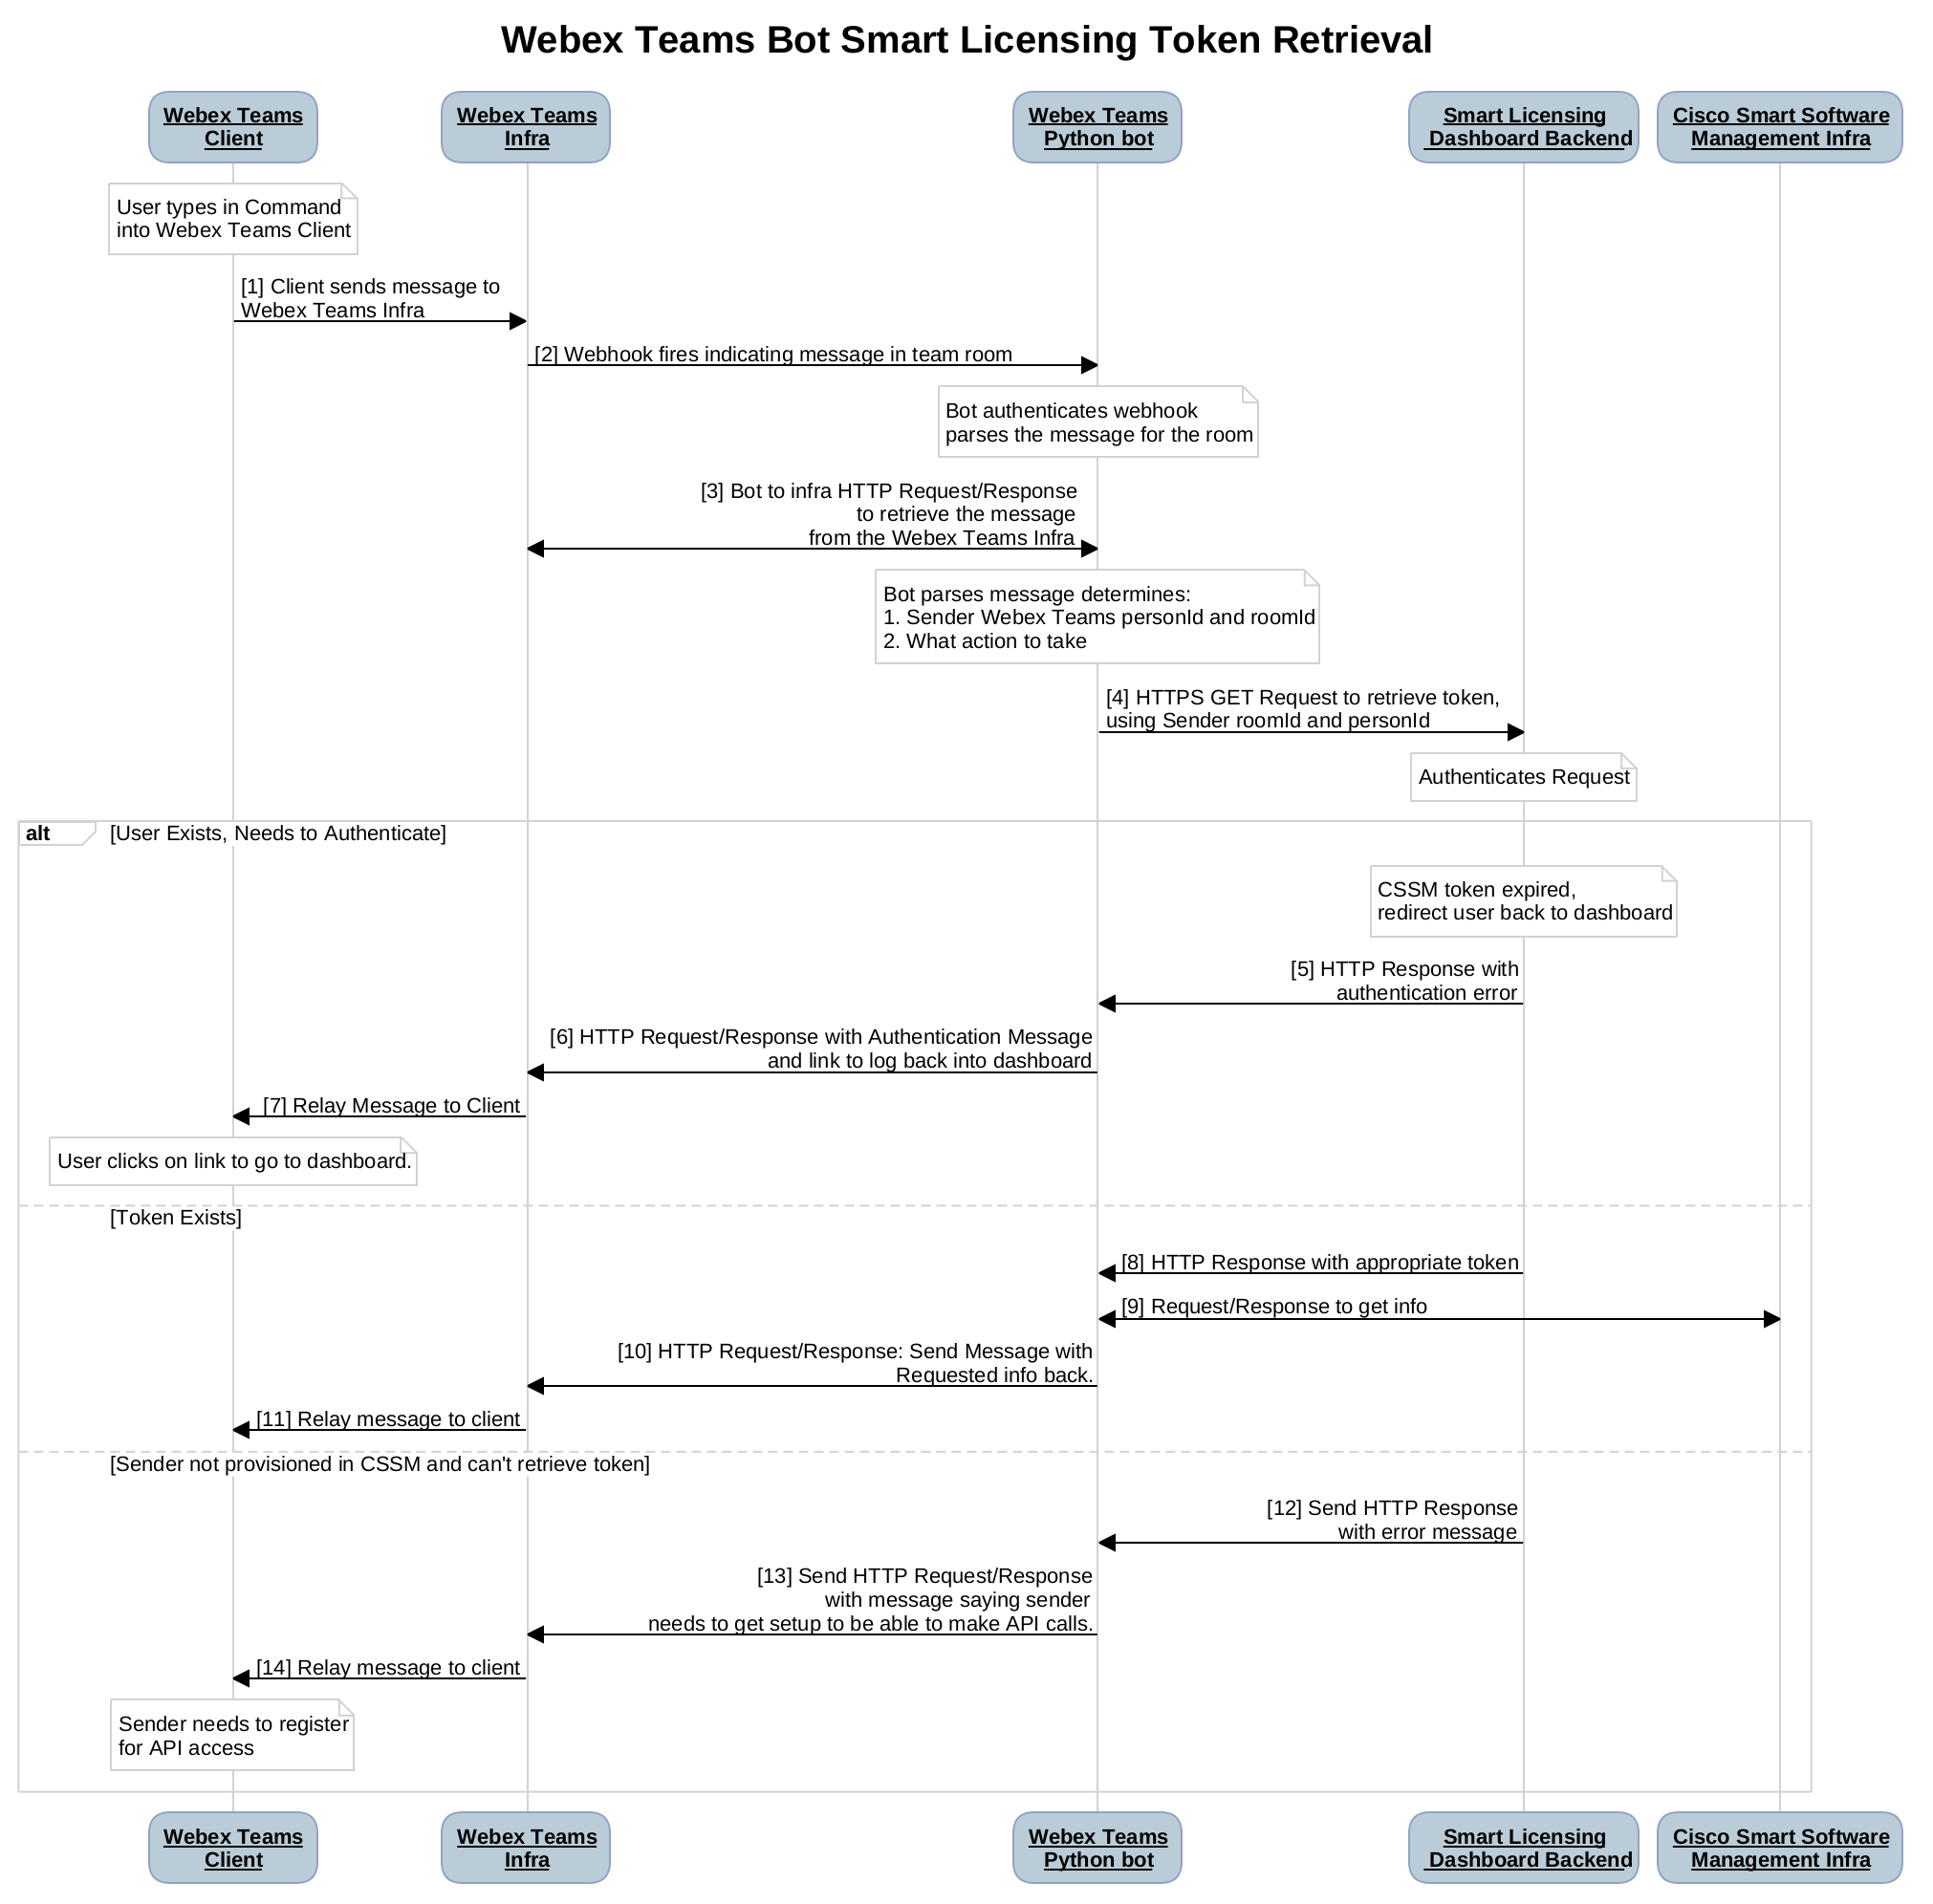 Webex Teams Bot Smart Licensing Token Retrieval
Webex Teams
Client
Webex Teams
Infra
Webex Teams
Python bot
Smart Licensing
Dashboard Backend
Cisco Smart Software
Management Infra
User types in Command
into Webex Teams Client
[1] Client sends message to
Webex Teams Infra
[2] Webhook fires indicating message in team room
Bot authenticates webhook
parses the message for the room
[3] Bot to infra HTTP Request/Response
to retrieve the message
from the Webex Teams Infra
Bot parses message determines:
1. Sender Webex Teams personId and roomId
2. What action to take
[4] HTTPS GET Request to retrieve token,
using Sender roomId and personId
Authenticates Request
alt
[User Exists, Needs to Authenticate]
CSSM token expired,
redirect user back to dashboard
[5] HTTP Response with
authentication error
[6] HTTP Request/Response with Authentication Message
and link to log back into dashboard
[7] Relay Message to Client
User clicks on link to go to dashboard.
[Token Exists]
[8] HTTP Response with appropriate token
[9] Request/Response to get info
[10] HTTP Request/Response: Send Message with
Requested info back.
[11] Relay message to client
[Sender not provisioned in CSSM and can't retrieve token]
[12] Send HTTP Response
with error message
[13] Send HTTP Request/Response
with message saying sender
needs to get setup to be able to make API calls.
[14] Relay message to client
Sender needs to register
for API access
Webex Teams
Client
Webex Teams
Infra
Webex Teams
Python bot
Smart Licensing
Dashboard Backend
Cisco Smart Software
Management Infra